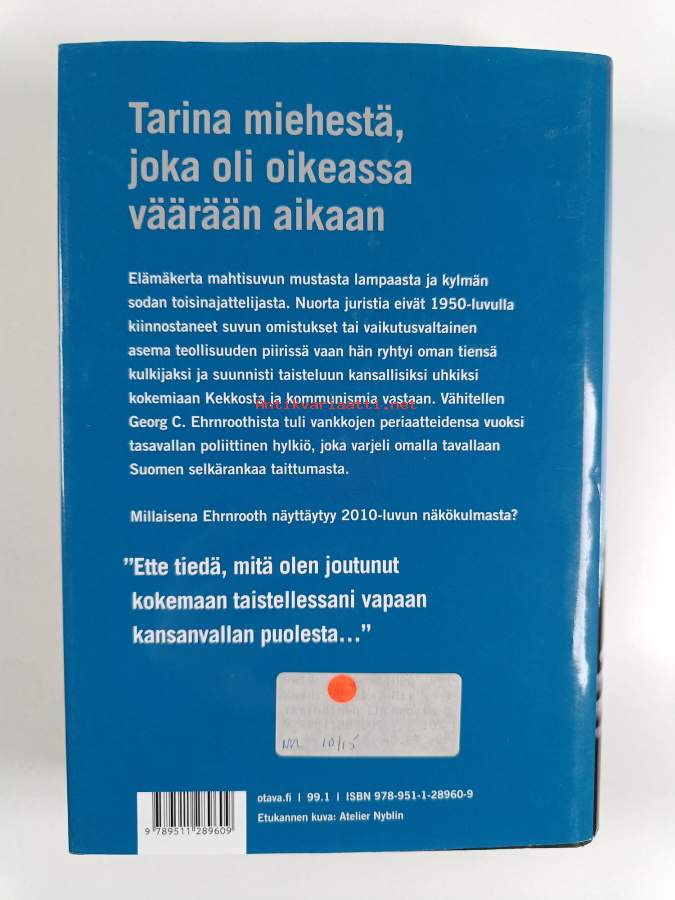 Tarina miehestä,
joka oli oikeassa
väärään aikaan
Elämäkerta mahtisuvun mustasta lampaasta ja kylmän
sodan toisinajattelijasta. Nuorta juristia eivät 1950-luvulla
kiinnostaneet suvun omistukset tai vaikutusvaltainen
asema teollisuuden piirissä vaan hän ryhtyi oman tiensä
kulkijaksi ja suunnisti taisteluun kansallisiksi uhkiksi
kokemiaan Kekkosta ja kommunismia vastaan. Vähitellen
Antikvariaatti.net
Georg C. Ehrnroothista tuli vankkojen periaatteidensa vuoksi
tasavallan poliittinen hylkiö, joka varjeli omalla tavallaan
Suomen selkärankaa taittumasta.
Millaisena Ehrnrooth näyttäytyy 2010-luvun näkökulmasta?
”Ette tiedä, mitä olen joutunut
kokemaan taistellessani vapaan
kansanvallan puolesta...”
10/15
otava.fi | 99.1 | ISBN 978-951-1-28960-9
Etukannen kuva: Atelier Nyblin
9 789511 289609